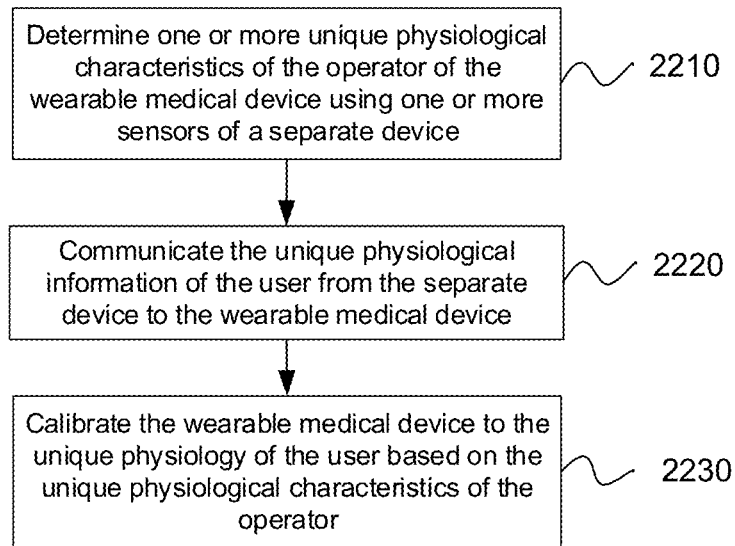 Determine one or more unique physiological
characteristics of the operator of the
wearable medical device using one or more
sensors of a separate device
2210
Communicate the unique physiological
information of the user from the separate
device to the wearable medical device
2220
Calibrate the wearable medical device to the
unique physiology of the user based on the
unique physiological characteristics of the
operator
2230